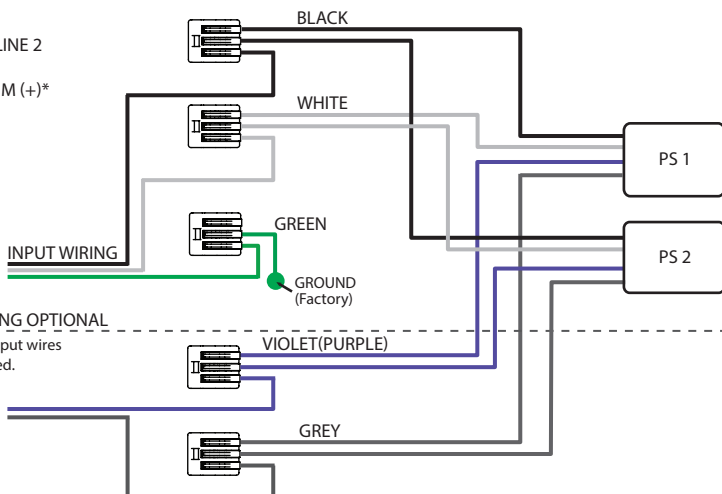 BLACK
LINE 2
M (+)*
WHITE
PS 1
GREEN
INPUT WIRING
PS 2
GROUND
(Factory)
NG OPTIONAL
put wires
ed.
VIOLET(PURPLE)
GREY